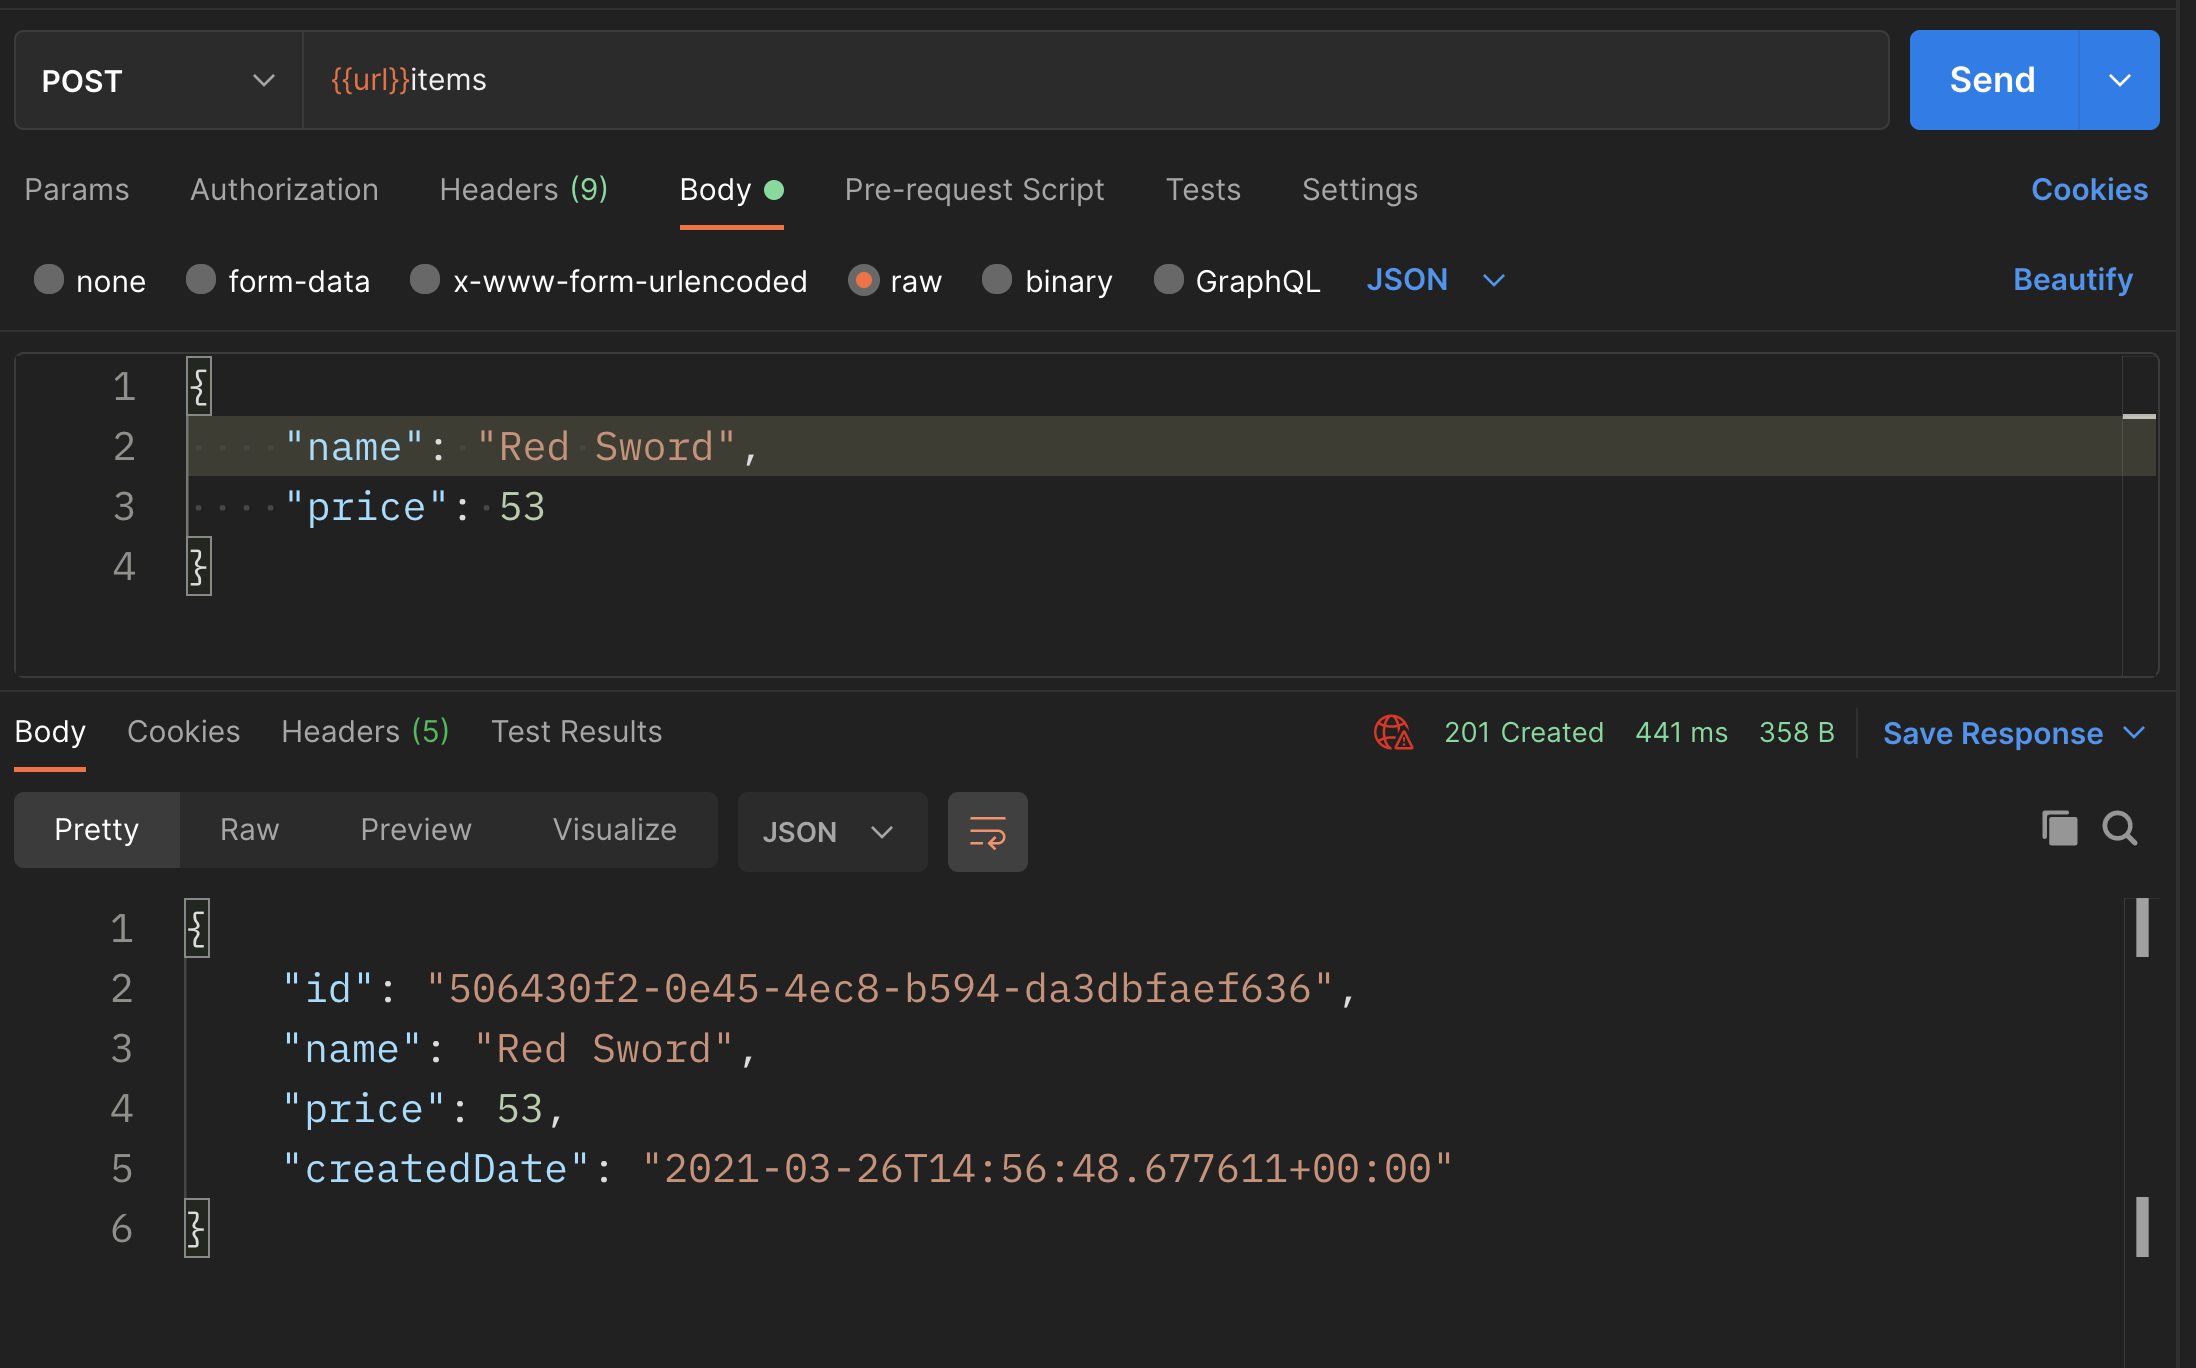 POST {{url}}items Send
Params Authorization Headers (9) Body Pre-request Script Tests Settings Cookies
none form-data x-www-form-urlencoded raw binary GraphQL JSON Beautify
1 {
2 "name": "Red Sword",
3 "price": 53
4 }
Body Cookies Headers (5) Test Results 201 Created 441 ms 358 B Save Response
Pretty Raw Preview Visualize JSON
1 {
2 "id": "506430f2-0e45-4ec8-b594-da3dbfaef636",
3 "name": "Red Sword",
4 "price": 53,
5 "createdDate": "2021-03-26T14:56:48.677611+00:00"
6 }